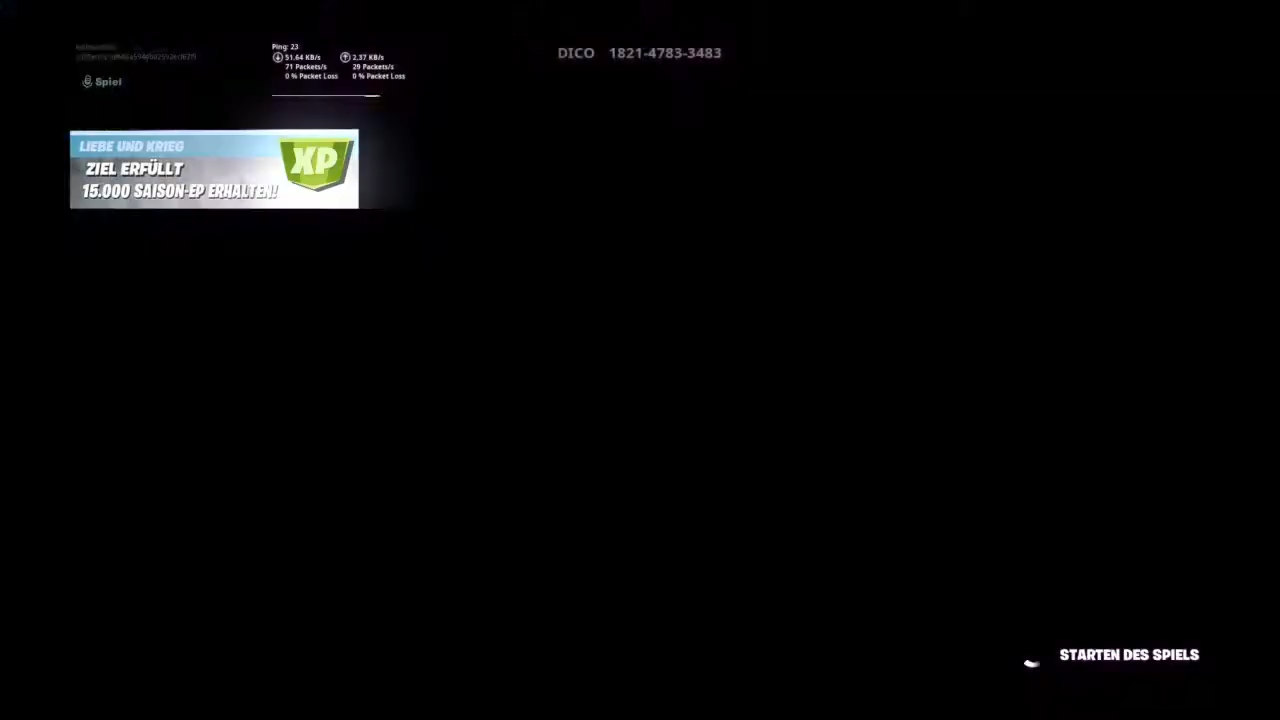 Ping: 23
51.64 KB/s 2.37 KB/s
71 Packets/s 29 Packets/s
0 % Packet Loss 0 % Packet Loss
DICO 1821-4783-3483
Spiel
LIEBE UND KRIEG
XP
ZIEL ERFÜLLT
15.000 SAISON-EP ERHALTEN!
STARTEN DES SPIELS